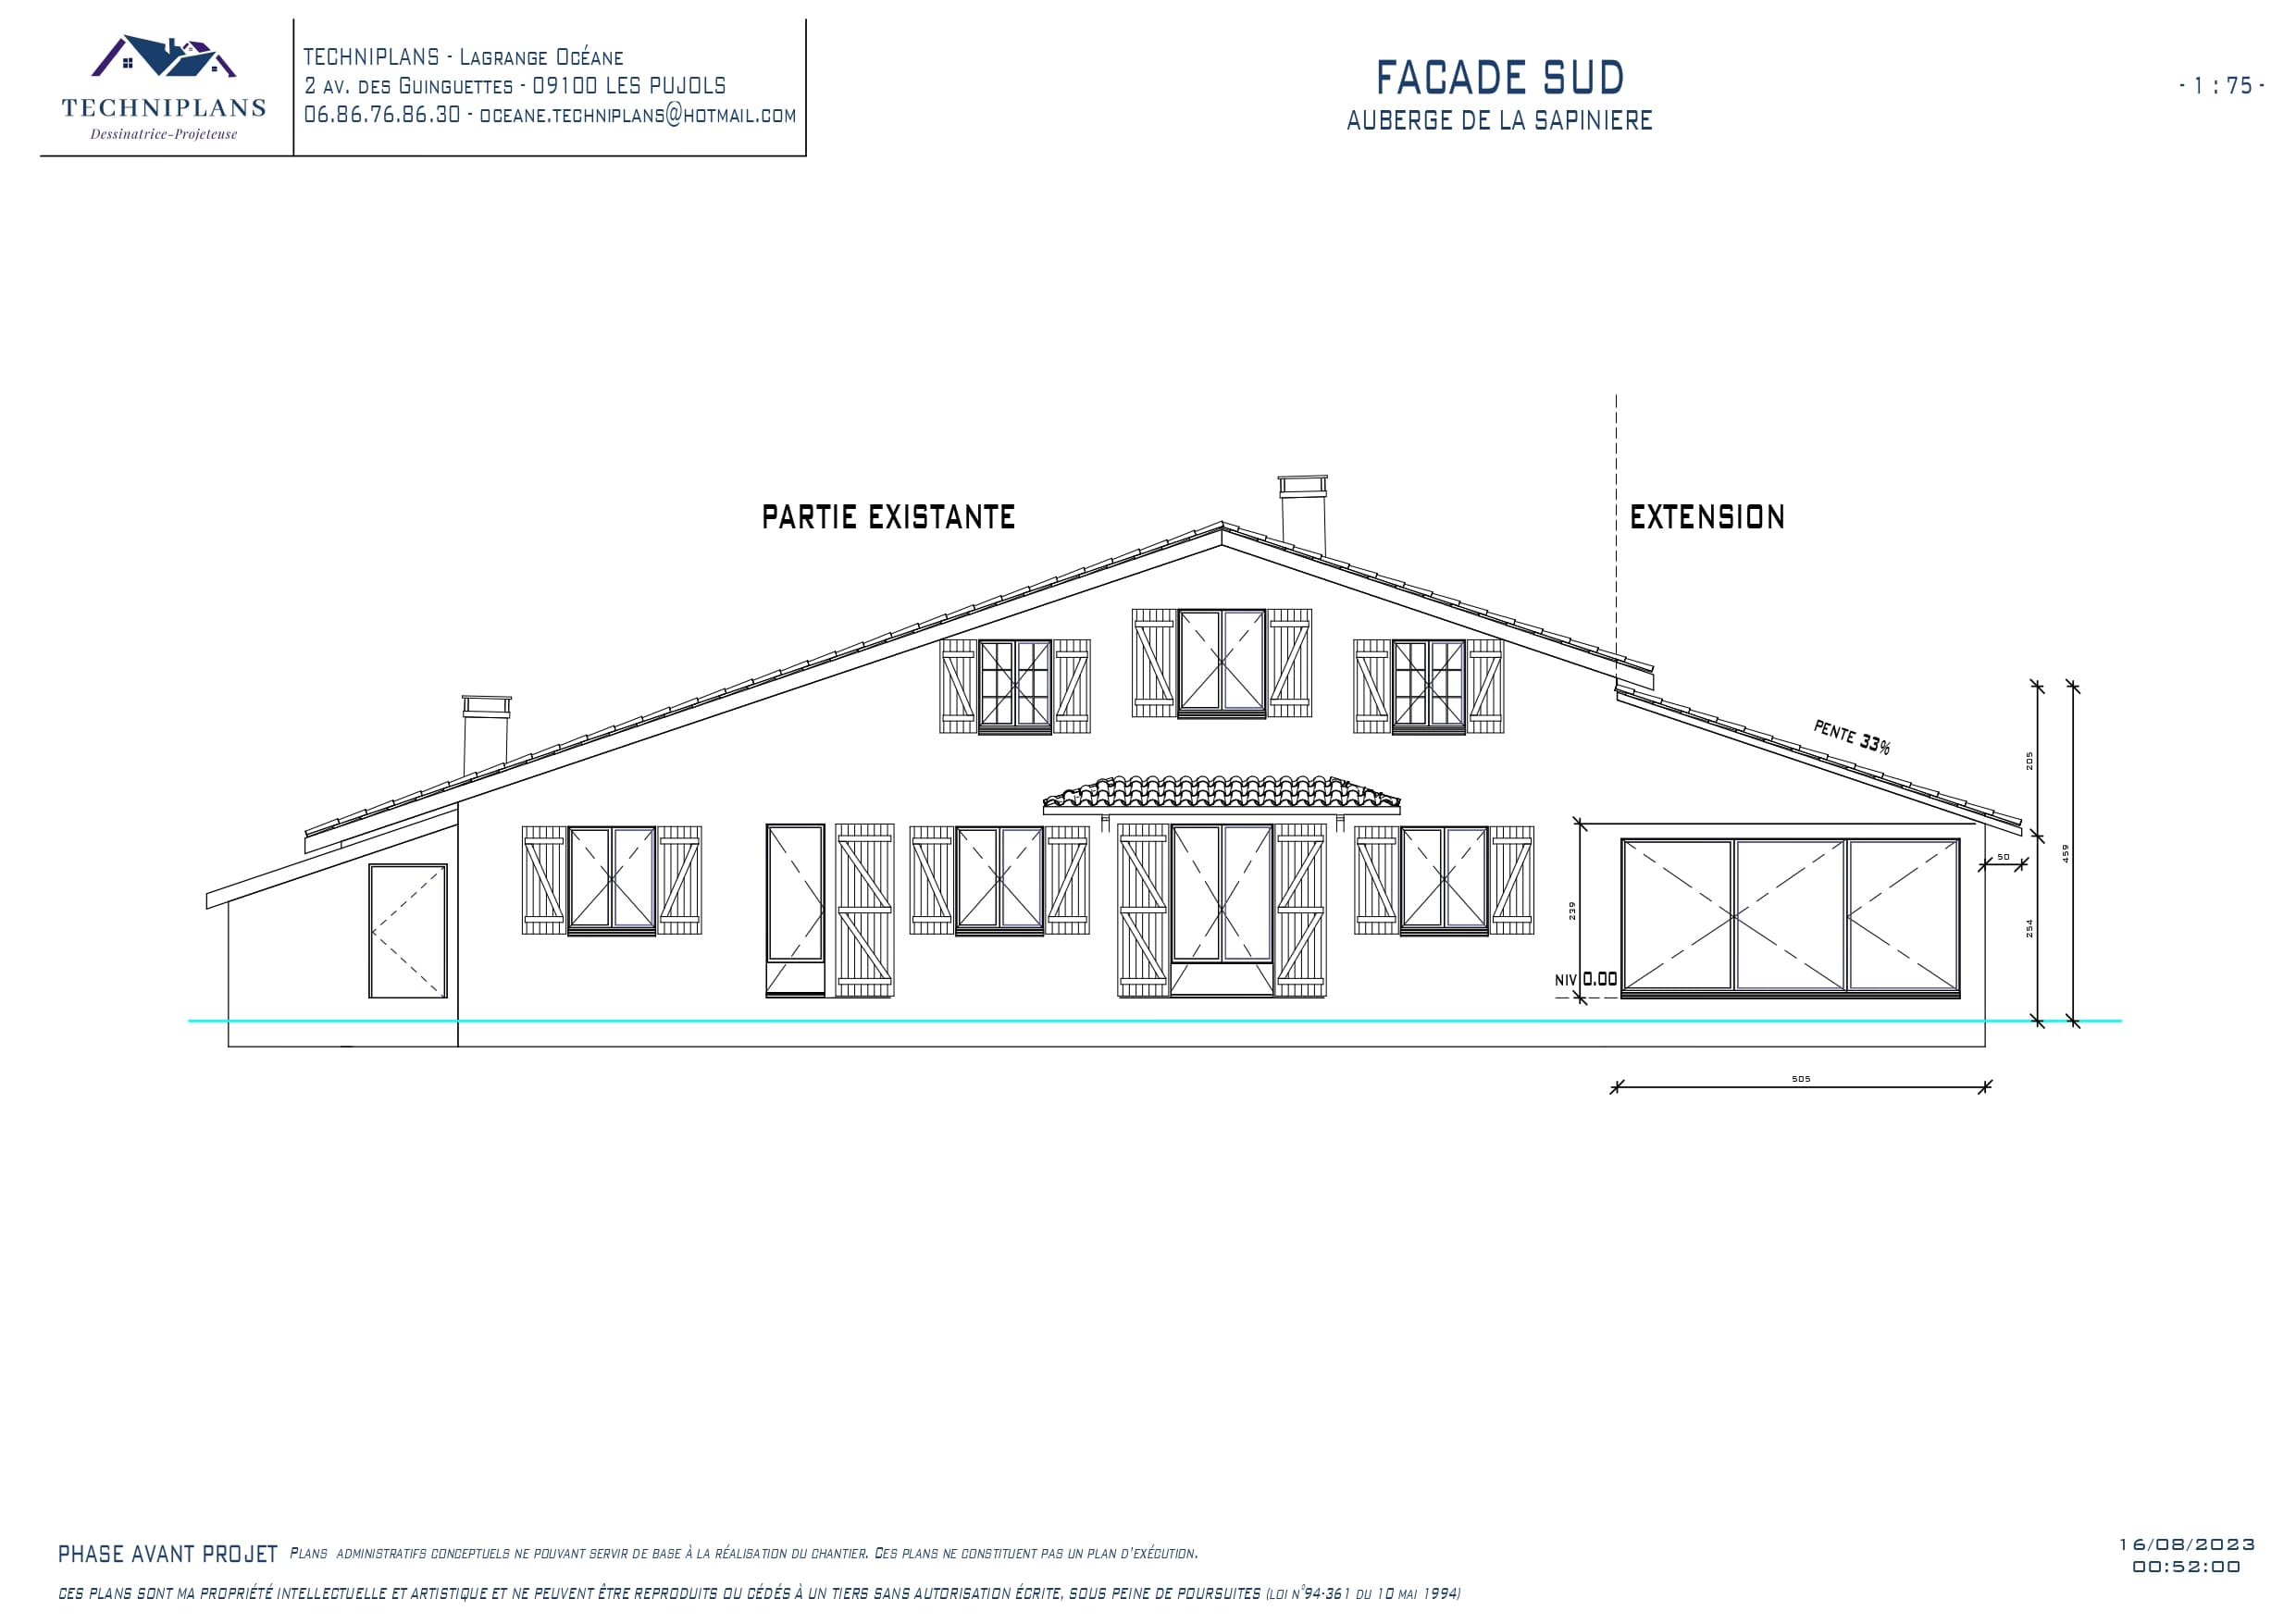 TECHNIPLANS
Dessinatrice-Projeteuse
TECHNIPLANS - Lagrange Océane
2 av. des Guinguettes - 09100 LES PUJOLS
06.86.76.86.30 - oceane.techniplans@hotmail.com
FACADE SUD
AUBERGE DE LA SAPINIERE
- 1 : 75 -
PARTIE EXISTANTE
EXTENSION
PENTE 33%
205
459
50
239
254
NIV 0.00
505
PHASE AVANT PROJET Plans administratifs conceptuels ne pouvant servir de base à la réalisation du chantier. Ces plans ne constituent pas un plan d'exécution.
CES PLANS SONT MA PROPRIÉTÉ INTELLECTUELLE ET ARTISTIQUE ET NE PEUVENT ÊTRE REPRODUITS OU CÉDÉS À UN TIERS SANS AUTORISATION ÉCRITE, SOUS PEINE DE POURSUITES (loi n°94-361 du 10 mai 1994)
16/08/2023
00:52:00